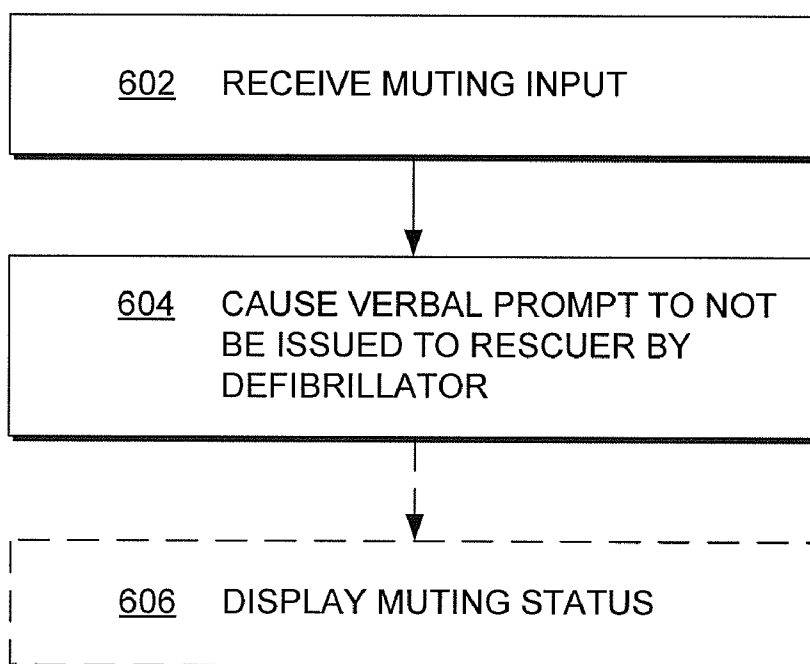 602 RECEIVE MUTING INPUT
604 CAUSE VERBAL PROMPT TO NOT
BE ISSUED TO RESCUER BY
DEFIBRILLATOR
606 DISPLAY MUTING STATUS